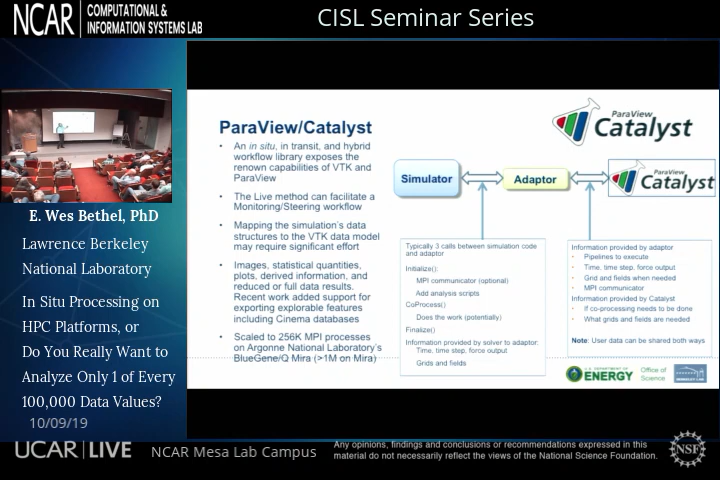 NCAR
COMPUTATIONAL &
INFORMATION SYSTEMS LAB
CISL Seminar Series
E. Wes Bethel, PhD
Lawrence Berkeley
National Laboratory
In Situ Processing on
HPC Platforms, or
Do You Really Want to
Analyze Only 1 of Every
100,000 Data Values?
10/09/19
ParaView/Catalyst
• An in situ, in transit, and hybrid
workflow library exposes the
renown capabilities of VTK and
ParaView
• The Live method can facilitate a
Monitoring/Steering workflow
• Mapping the simulation's data
structures to the VTK data model
may require significant effort
• Images, statistical quantities,
plots, derived information, and
reduced or full data results.
Recent work added support for
exporting explorable features
including Cinema databases
• Scaled to 256K MPI processes
on Argonne National Laboratory's
BlueGene/Q Mira (>1M on Mira)
ParaView
Catalyst
Simulator
Adaptor
ParaView
Catalyst
Typically 3 calls between simulation code
and adaptor
Initialize():
MPI communicator (optional)
Add analysis scripts
CoProcess()
Does the work (potentially)
Finalize()
Information provided by solver to adaptor:
Time, time step, force output
Grids and fields
Information provided by adaptor
• Pipelines to execute
• Time, time step, force output
• Grid and fields when needed
• MPI communicator
Information provided by Catalyst
• If co-processing needs to be done
• What grids and fields are needed
Note: User data can be shared both ways
U.S. DEPARTMENT OF
ENERGY
Office of
Science
UCAR | LIVE
NCAR Mesa Lab Campus
Any opinions, findings and conclusions or recommendations expressed in this
material do not necessarily reflect the views of the National Science Foundation.
NSF